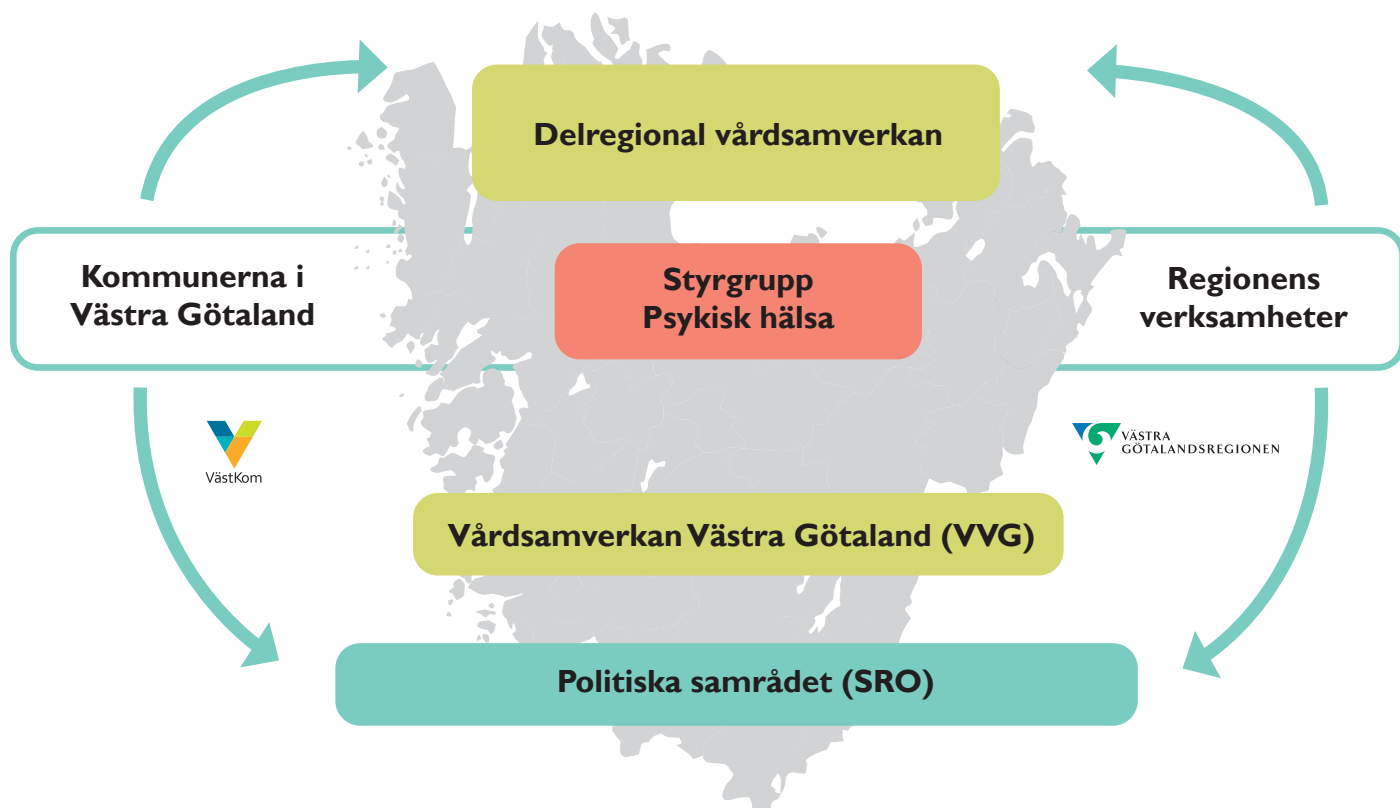 Delregional vårdsamverkan
Kommunerna i
Västra Götaland
Styrgrupp
Psykisk hälsa
Regionens
verksamheter
VästKom
VÄSTRA
GÖTALANDSREGIONEN
Vårdsamverkan Västra Götaland (VVG)
Politiska samrådet (SRO)